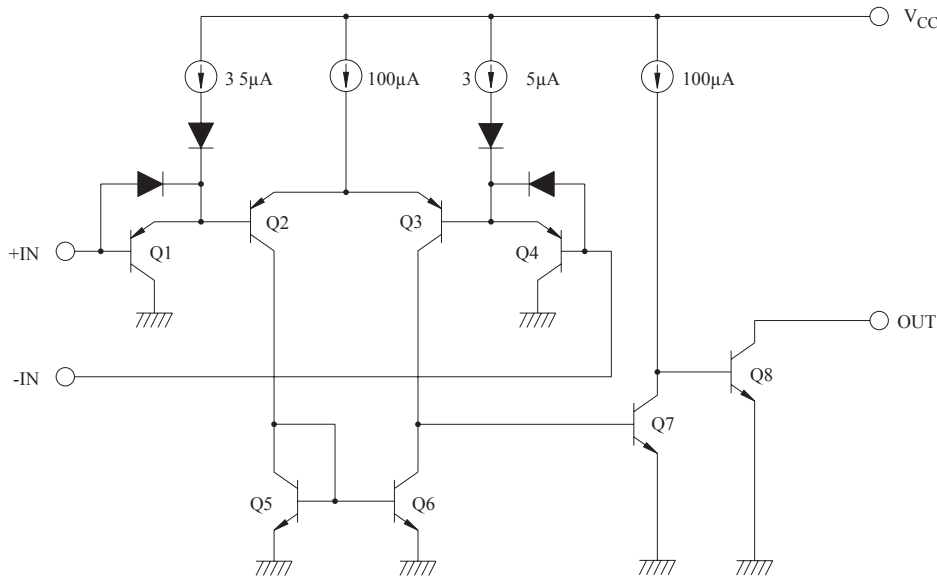 V_CC
3 5µA
100µA
3 5µA
100µA
Q2
Q3
+IN
Q1
Q4
OUT
-IN
Q8
Q7
Q5
Q6